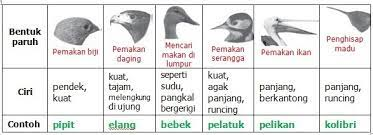 Bentuk paruh
Pemakan biji
Pemakan daging
Mencari makan di lumpur
Pemakan serangga
Pemakan ikan
Penghisap madu
Ciri
pendek, kuat
kuat, tajam, melengkung di ujung
seperti sudu, pangkal bergerigi
kuat, agak panjang, runcing
panjang, berkantong
panjang, runcing
Contoh
pipit
elang
bebek
pelatuk
pelikan
kolibri